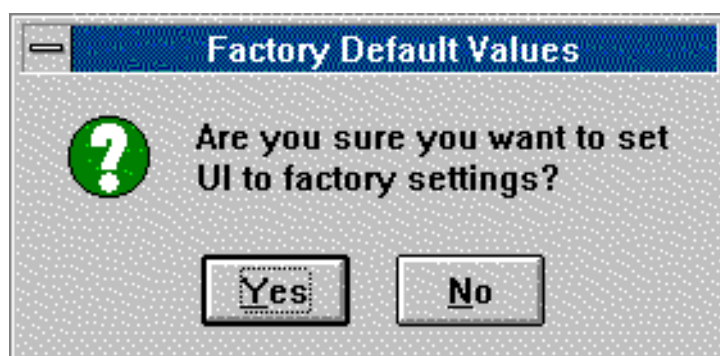 Factory Default Values
Are you sure you want to set
UI to factory settings?
Yes
No